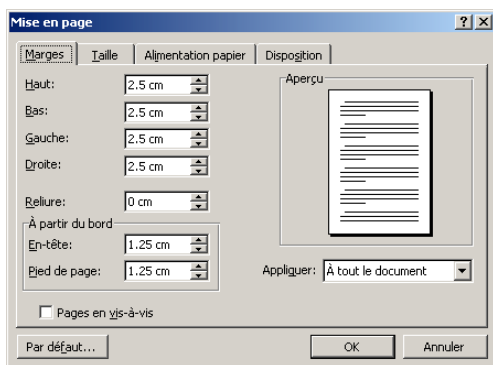 Mise en page
Marges Taille Alimentation papier Disposition
Haut: 2.5 cm
Bas: 2.5 cm
Gauche: 2.5 cm
Droite: 2.5 cm
Reliure: 0 cm
À partir du bord
En-tête: 1.25 cm
Pied de page: 1.25 cm
Pages en vis-à-vis
Aperçu
Appliquer: À tout le document
Par défaut... OK Annuler